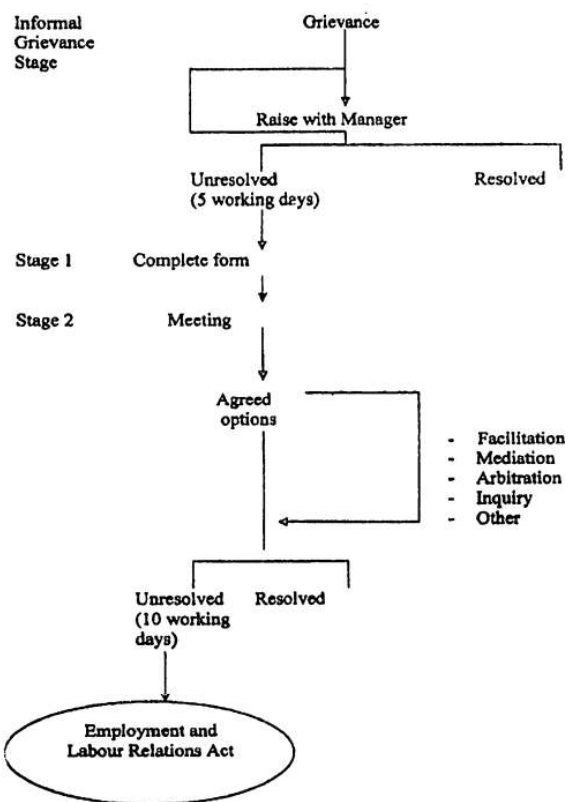 Informal
Grievance
Stage
Grievance
Raise with Manager
Unresolved
(5 working days)
Resolved
Stage 1
Complete form
Stage 2
Meeting
Agreed
options
- Facilitation
- Mediation
- Arbitration
- Inquiry
- Other
Unresolved
(10 working
days)
Resolved
Employment and
Labour Relations Act